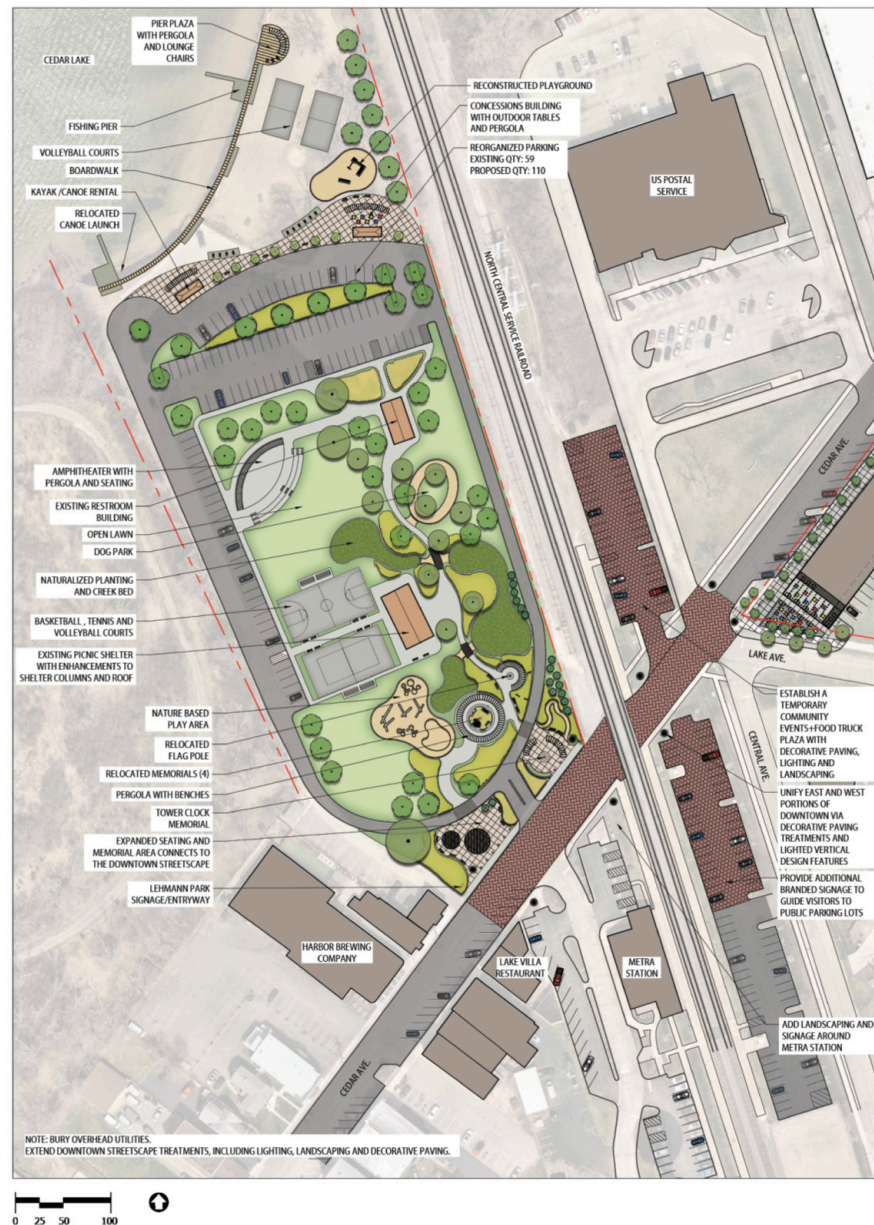 PIER PLAZA
WITH PERGOLA
AND LOUNGE
CHAIRS
CEDAR LAKE
FISHING PIER
VOLLEYBALL COURTS
BOARDWALK
KAYAK /CANOE RENTAL
RELOCATED
CANOE LAUNCH
RECONSTRUCTED PLAYGROUND
CONCESSIONS BUILDING
WITH OUTDOOR TABLES
AND PERGOLA
REORGANIZED PARKING
EXISTING QTY: 59
PROPOSED QTY: 110
US POSTAL
SERVICE
NORTH CENTRAL SERVICE RAILROAD
CEDAR AVE.
AMPHITHEATER WITH
PERGOLA AND SEATING
EXISTING RESTROOM
BUILDING
OPEN LAWN
DOG PARK
NATURALIZED PLANTING
AND CREEK BED
BASKETBALL , TENNIS AND
VOLLEYBALL COURTS
EXISTING PICNIC SHELTER
WITH ENHANCEMENTS TO
SHELTER COLUMNS AND ROOF
NATURE BASED
PLAY AREA
RELOCATED
FLAG POLE
RELOCATED MEMORIALS (4)
PERGOLA WITH BENCHES
TOWER CLOCK
MEMORIAL
EXPANDED SEATING AND
MEMORIAL AREA CONNECTS TO
THE DOWNTOWN STREETSCAPE
LEHMANN PARK
SIGNAGE/ENTRYWAY
LAKE AVE.
CENTRAL AVE.
ESTABLISH A
TEMPORARY
COMMUNITY
EVENTS+FOOD TRUCK
PLAZA WITH
DECORATIVE PAVING,
LIGHTING AND
LANDSCAPING
UNIFY EAST AND WEST
PORTIONS OF
DOWNTOWN VIA
DECORATIVE PAVING
TREATMENTS AND
LIGHTED VERTICAL
DESIGN FEATURES
PROVIDE ADDITIONAL
BRANDED SIGNAGE TO
GUIDE VISITORS TO
PUBLIC PARKING LOTS
HARBOR BREWING
COMPANY
LAKE VILLA
RESTAURANT
METRA
STATION
ADD LANDSCAPING AND
SIGNAGE AROUND
METRA STATION
CEDAR AVE.
NOTE: BURY OVERHEAD UTILITIES.
EXTEND DOWNTOWN STREETSCAPE TREATMENTS, INCLUDING LIGHTING, LANDSCAPING AND DECORATIVE PAVING.
0 25 50 100